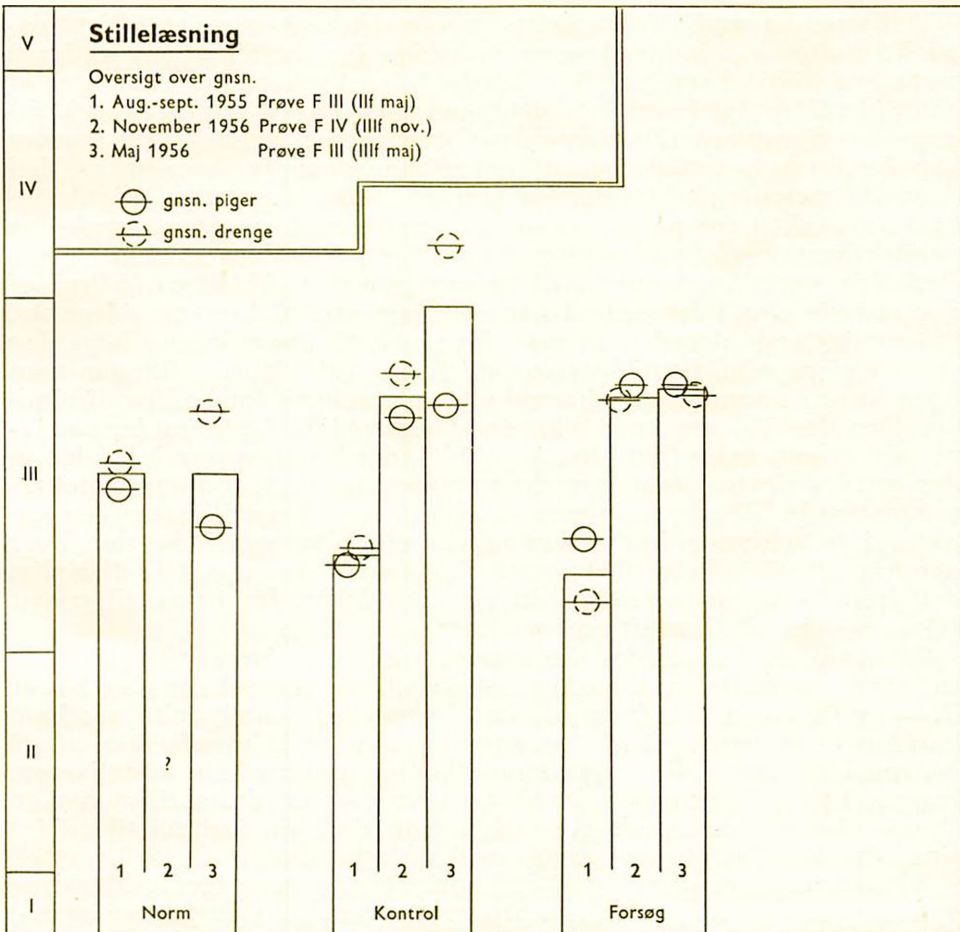 Stillelæsning
Oversigt over gnsn.
1. Aug.-sept. 1955 Prøve F III (IIf maj)
2. November 1956 Prøve F IV (IIIf nov.)
3. Maj 1956 Prøve F III (IIIf maj)
gnsn. piger
gnsn. drenge
V
IV
III
II
I
?
1 2 3
Norm
1 2 3
Kontrol
1 2 3
Forsøg